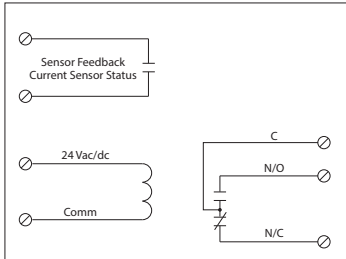 Sensor Feedback
Current Sensor Status
C
24 Vac/dc
N/O
Comm
N/C